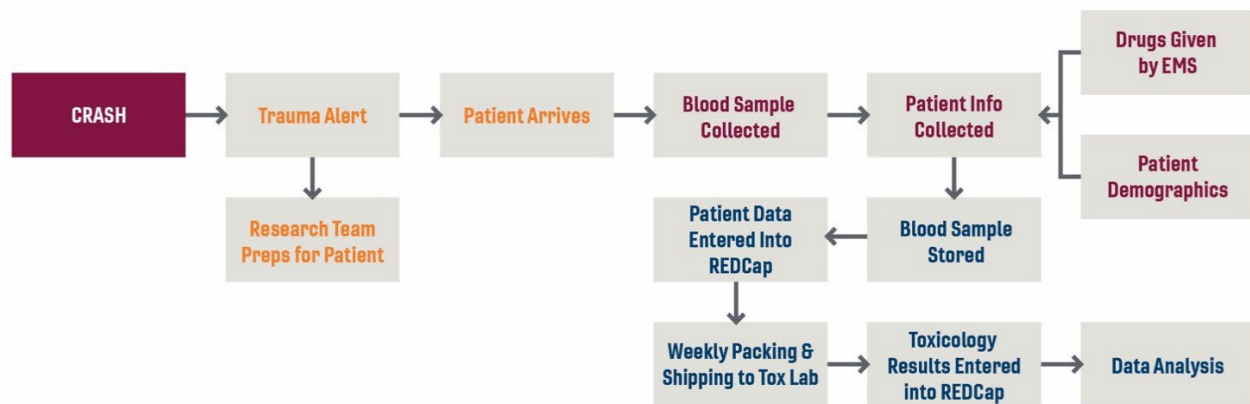 Drugs Given
by EMS
CRASH
Trauma Alert
Patient Arrives
Blood Sample
Collected
Patient Info
Collected
Patient
Demographics
Research Team
Preps for Patient
Patient Data
Entered Into
REDCap
Blood Sample
Stored
Weekly Packing &
Shipping to Tox Lab
Toxicology
Results Entered
into REDCap
Data Analysis